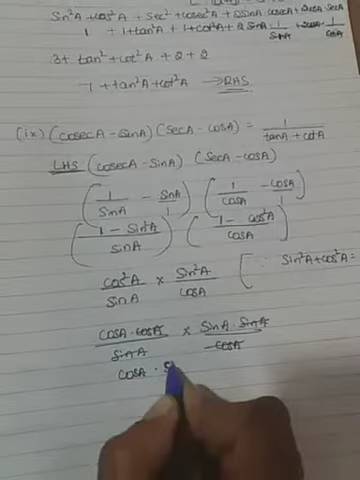 Sin²A + cos²A + Sec² + cosec²A + 2SinA · cosecA + 2cosA · SecA
1 + 1+tan²A + 1+cot²A + 2 SinA · 1/SinA + 2cosA · 1/cosA
3 + tan²A + cot²A + 2 + 2
7 + tan²A + cot²A → RHS
(ix) (cosecA − sinA) (secA − cosA) = 1/(tanA + cotA)
LHS (cosecA − SinA) (SecA − cosA)
(1/SinA − SinA/1) (1/cosA − cosA/1)
((1 − Sin²A)/sinA) ((1 − cos²A)/cosA)
cos²A/sinA × Sin²A/cosA [∵ Sin²A + cos²A =
cosA · cosA/sinA × SinA · SinA/cosA
cosA · S